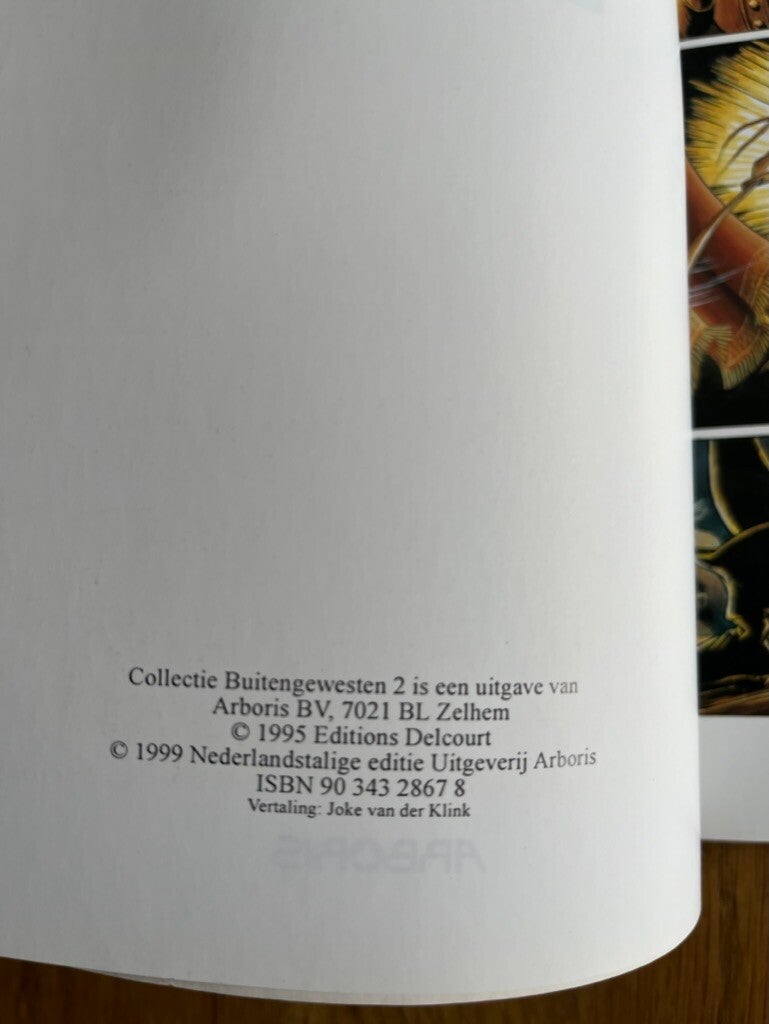 Collectie Buitengewesten 2 is een uitgave van
Arboris BV, 7021 BL Zelhem
© 1995 Editions Delcourt
© 1999 Nederlandstalige editie Uitgeverij Arboris
ISBN 90 343 2867 8
Vertaling: Joke van der Klink
ARBORIS